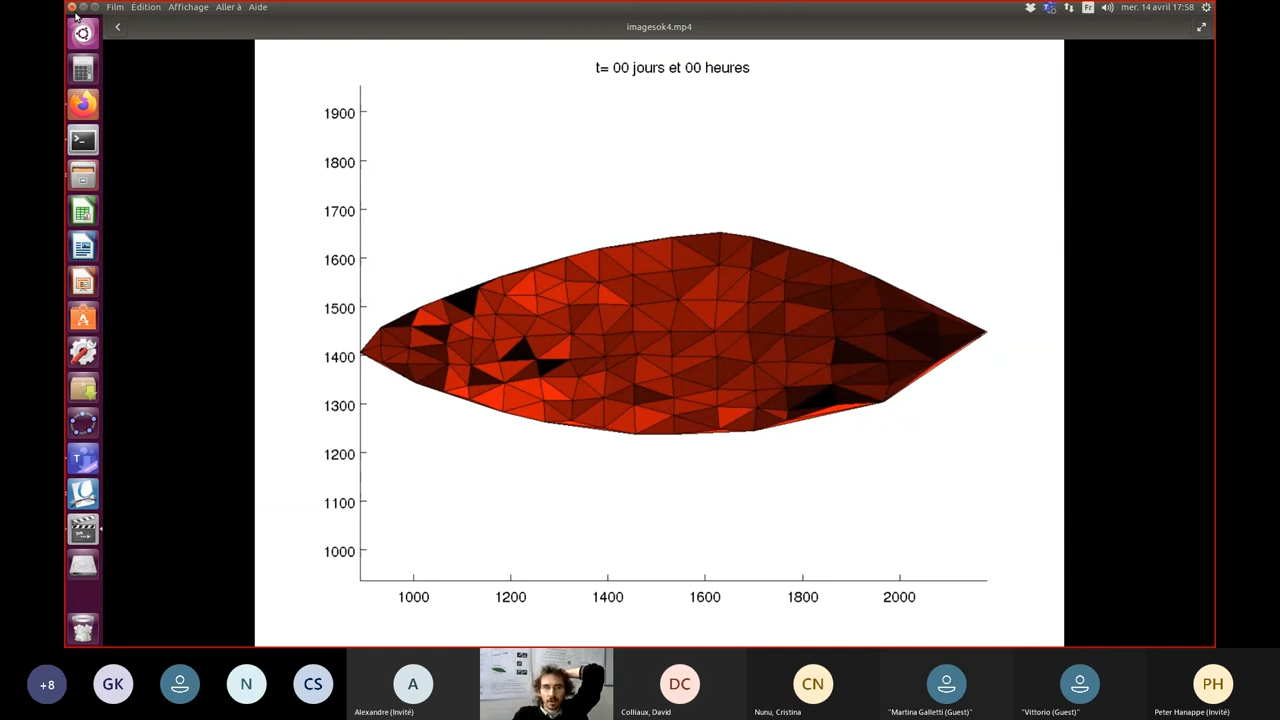 Film Édition Affichage Aller à Aide
Fr mer. 14 avril 17:58
imagesok4.mp4
t= 00 jours et 00 heures
1900
1800
1700
1600
1500
1400
1300
1200
1100
1000
1000 1200 1400 1600 1800 2000
+8 GK N CS A DC CN PH
Alexandre (Invité) Colliaux, David Nunu, Cristina "Martina Galletti (Guest)" "Vittorio (Guest)" Peter Hanappe (Invité)